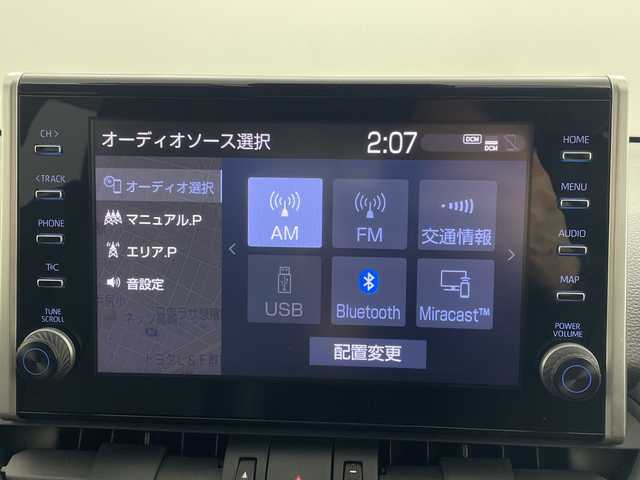 CH >
< TRACK
PHONE
T&C
TUNE
SCROLL
オーディオソース選択
2:07
DCM
DCM
オーディオ選択
マニュアル.P
エリア.P
音設定
AM
FM
交通情報
USB
Bluetooth
Miracast™
配置変更
HOME
MENU
AUDIO
MAP
POWER
VOLUME